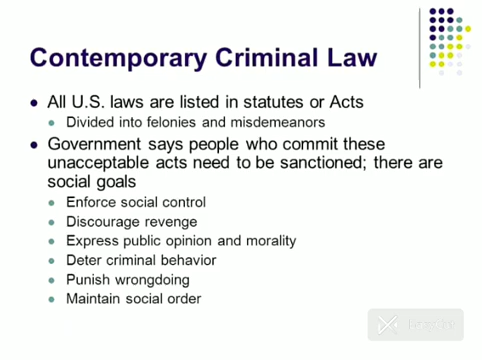 Contemporary Criminal Law
All U.S. laws are listed in statutes or Acts
Divided into felonies and misdemeanors
Government says people who commit these
unacceptable acts need to be sanctioned; there are
social goals
Enforce social control
Discourage revenge
Express public opinion and morality
Deter criminal behavior
Punish wrongdoing
Maintain social order